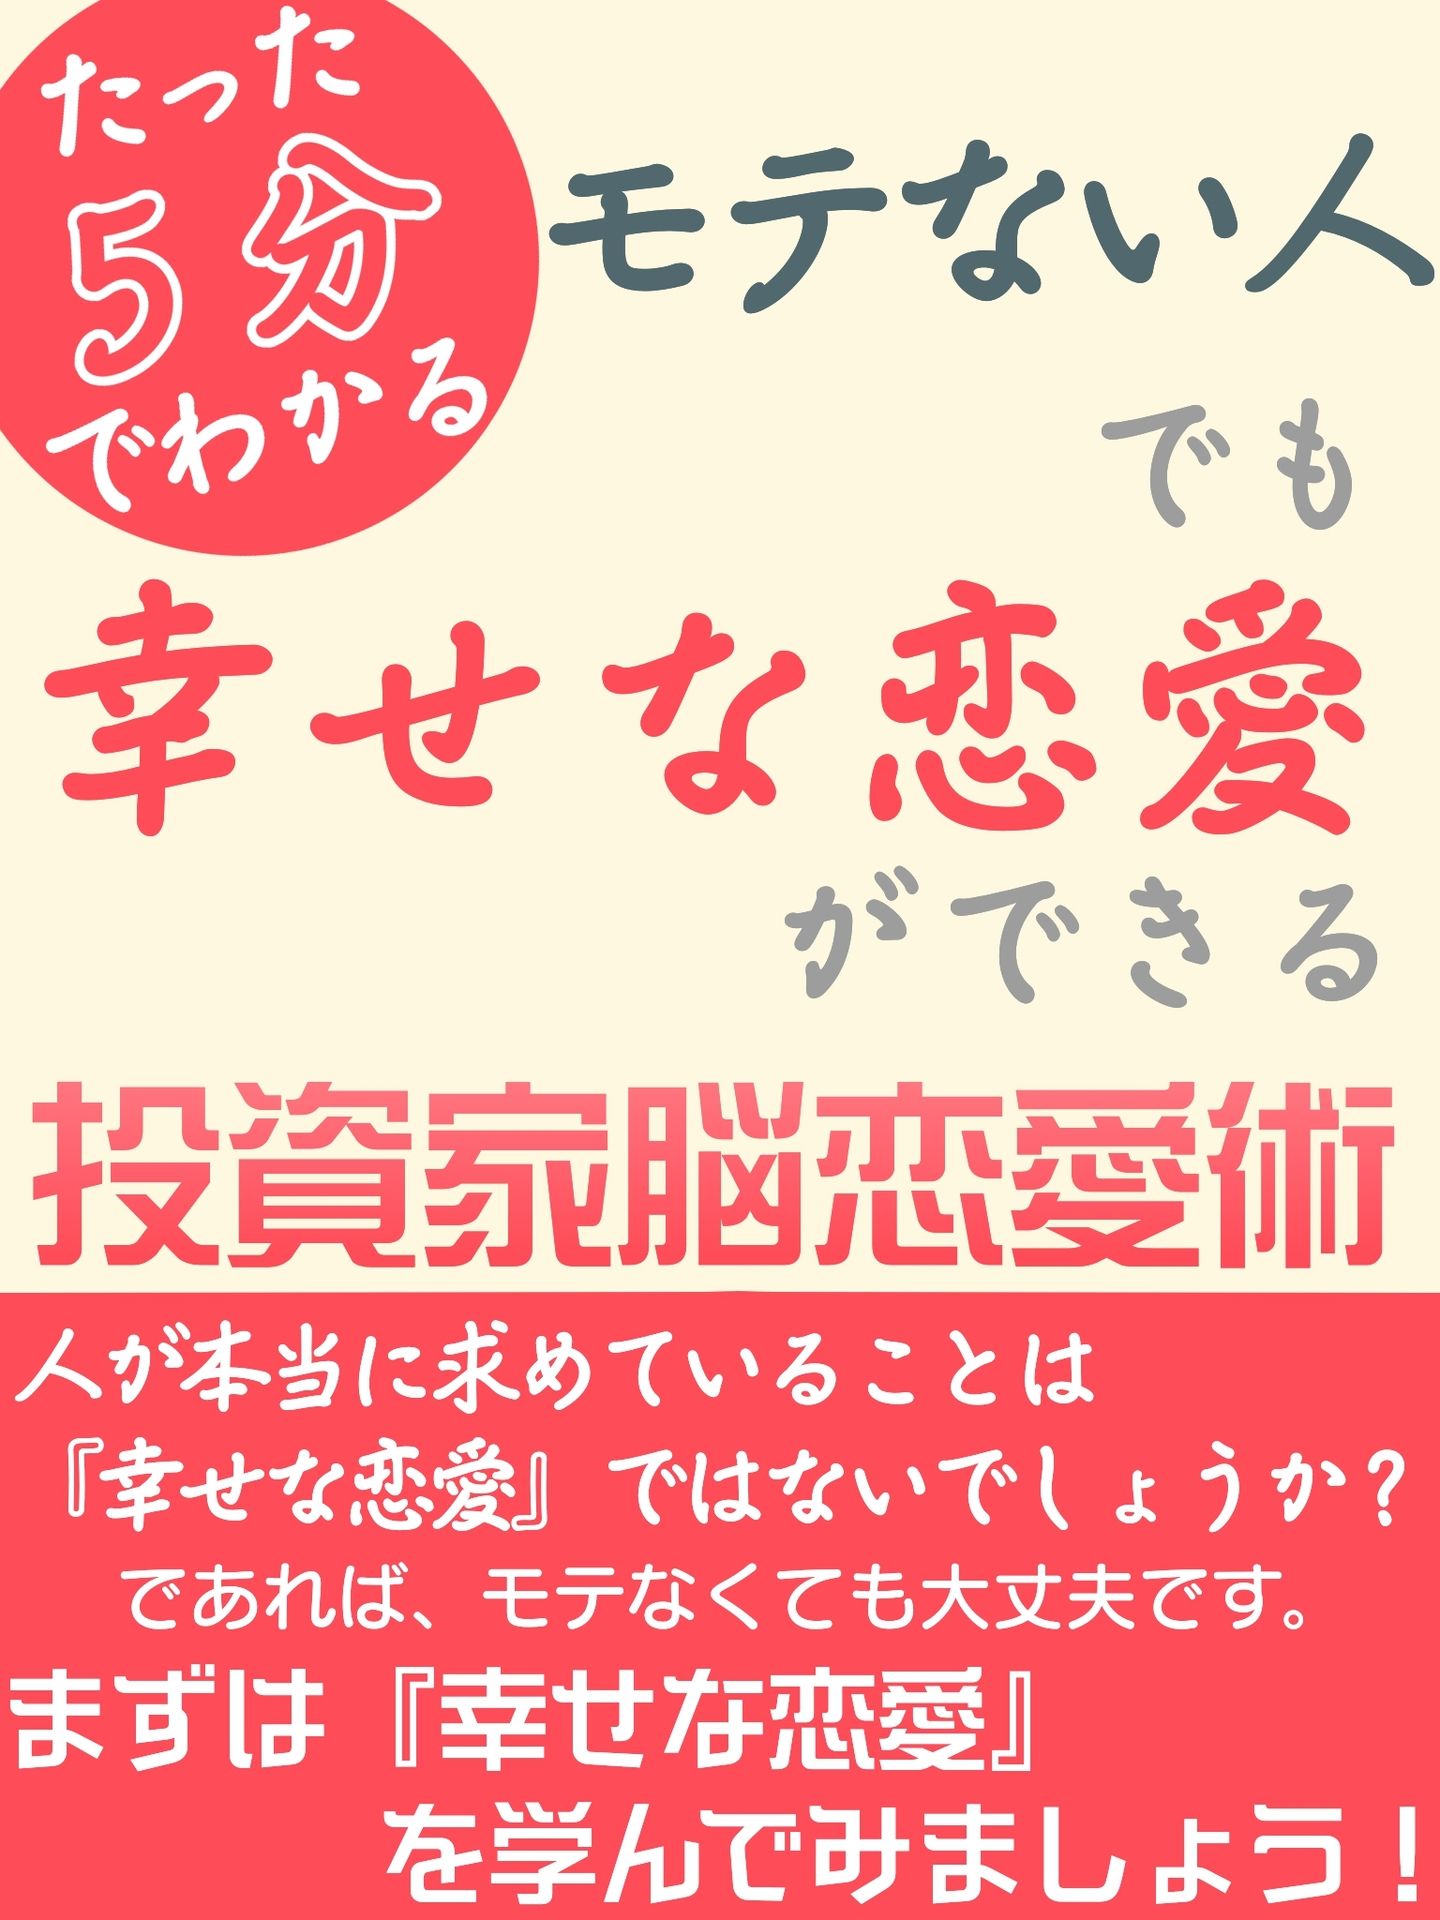 たった
5分
でわかる
モテない人
でも
幸せな恋愛
ができる
投資家脳恋愛術
人が本当に求めていることは
『幸せな恋愛』ではないでしょうか?
であれば、モテなくても大丈夫です。
まずは『幸せな恋愛』
を学んでみましょう！